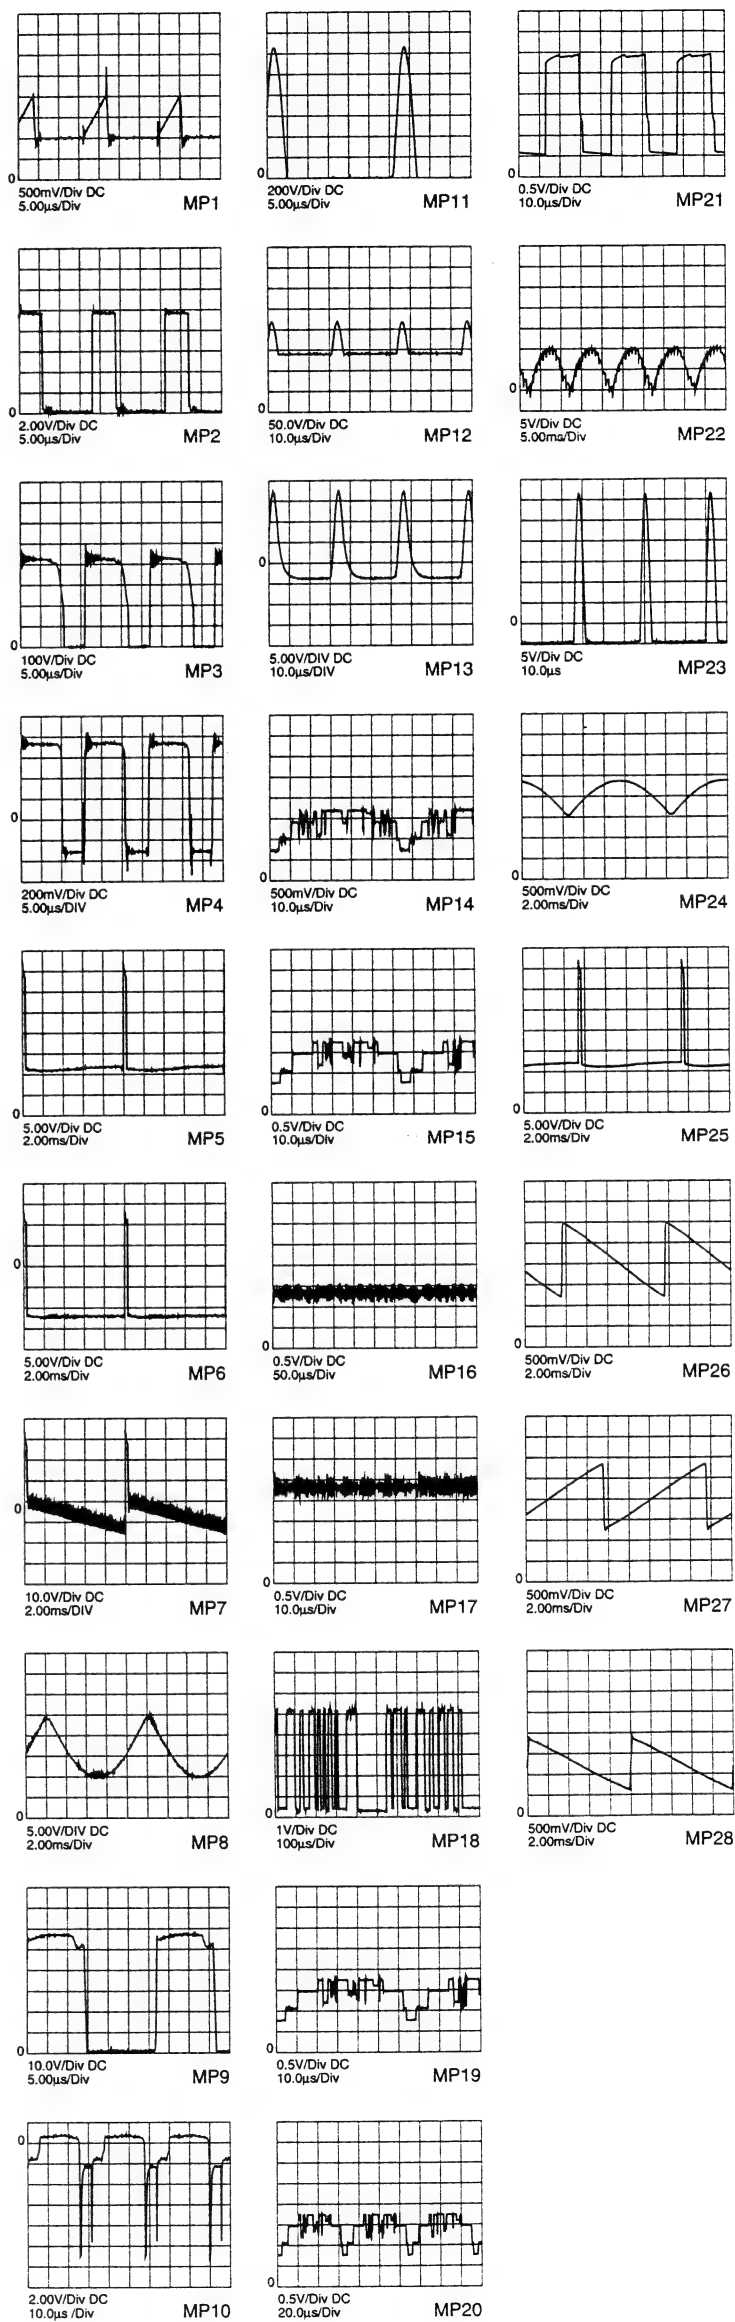 0
500mV/Div DC
5.00µs/Div
MP1
0
2.00V/Div DC
5.00µs/Div
MP2
0
100V/Div DC
5.00µs/Div
MP3
0
200mV/Div DC
5.00µs/DIV
MP4
0
5.00V/Div DC
2.00ms/Div
MP5
0
5.00V/Div DC
2.00ms/Div
MP6
0
10.0V/Div DC
2.00ms/DIV
MP7
0
5.00V/DIV DC
2.00ms/Div
MP8
0
10.0V/Div DC
5.00µs/Div
MP9
0
2.00V/Div DC
10.0µs /Div
MP10
0
200V/Div DC
5.00µs/Div
MP11
0
50.0V/Div DC
10.0µs/Div
MP12
0
5.00V/DIV DC
10.0µs/DIV
MP13
0
500mV/Div DC
10.0µs/Div
MP14
0
0.5V/Div DC
10.0µs/Div
MP15
0
0.5V/Div DC
50.0µs/Div
MP16
0
0.5V/Div DC
10.0µs/Div
MP17
0
1V/Div DC
100µs/Div
MP18
0
0.5V/Div DC
10.0µs/Div
MP19
0
0.5V/Div DC
20.0µs/Div
MP20
0
0.5V/Div DC
10.0µs/Div
MP21
0
5V/Div DC
5.00ms/Div
MP22
0
5V/Div DC
10.0µs
MP23
0
500mV/Div DC
2.00ms/Div
MP24
0
5.00V/Div DC
2.00ms/Div
MP25
0
500mV/Div DC
2.00ms/Div
MP26
0
500mV/Div DC
2.00ms/Div
MP27
0
500mV/Div DC
2.00ms/Div
MP28